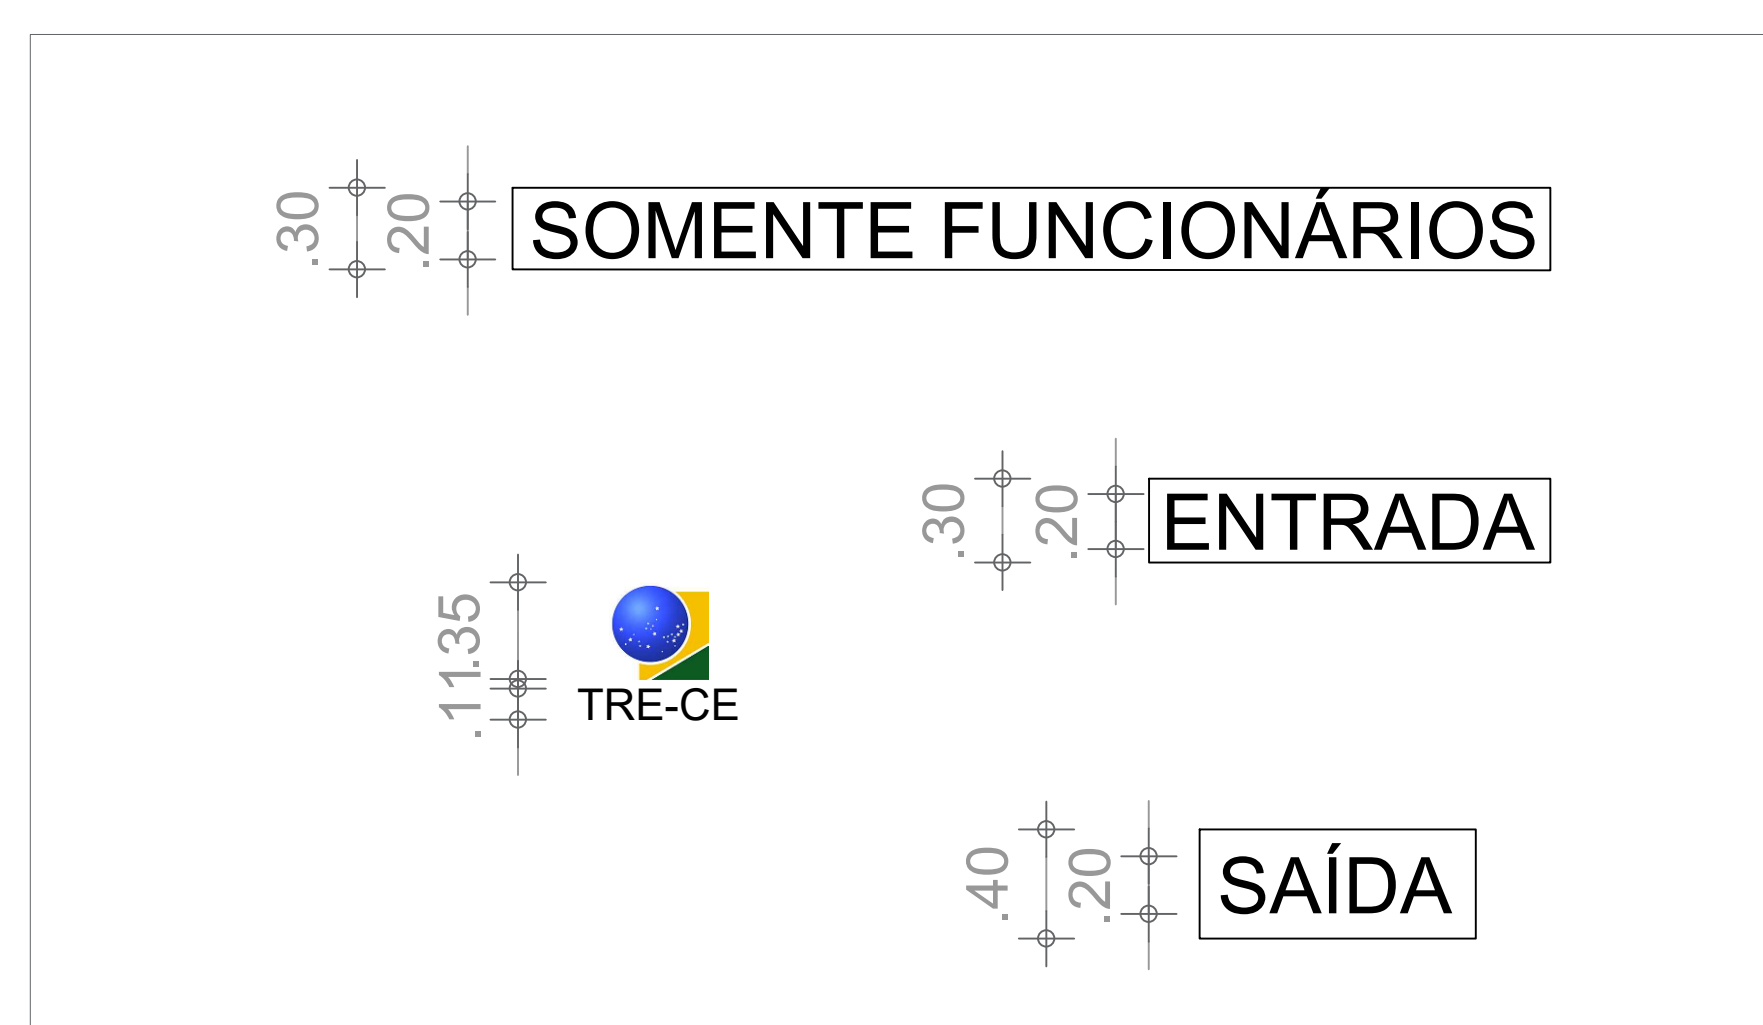 .30 .20 SOMENTE FUNCIONÁRIOS
.30 .20 ENTRADA
.35
.11
TRE-CE
.40 .20 SAÍDA